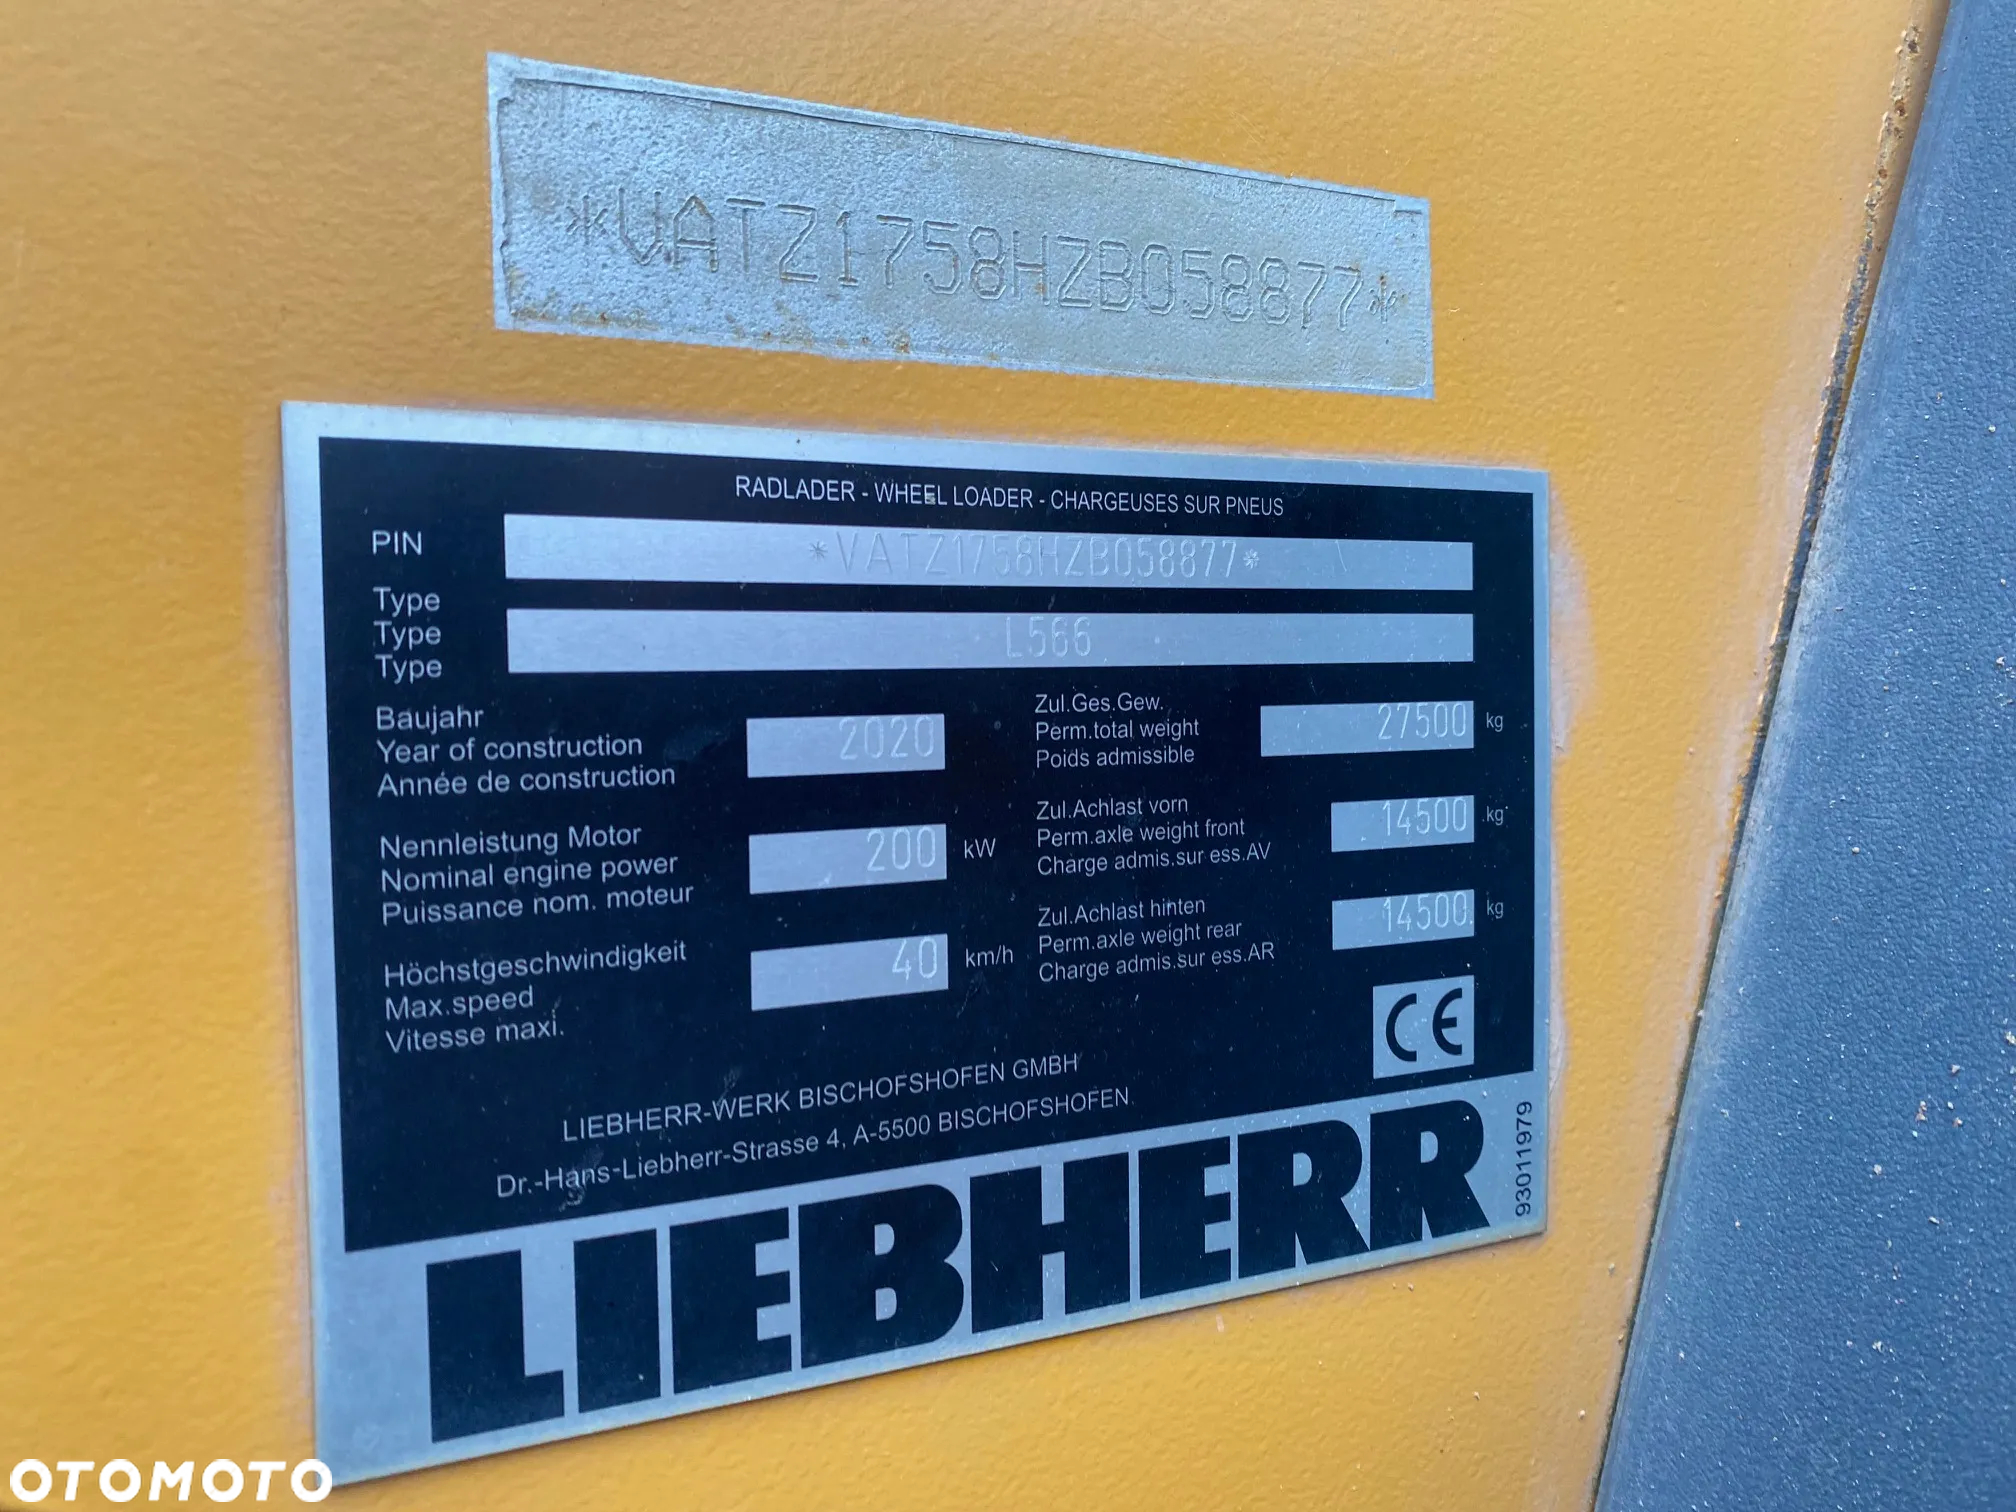 *VATZ1758HZB058877*
RADLADER - WHEEL LOADER - CHARGEUSES SUR PNEUS
PIN *VATZ1758HZB058877*
Type
Type L566
Type
Baujahr
Year of construction 2020
Année de construction
Zul.Ges.Gew.
Perm.total weight 27500 kg
Poids admissible
Nennleistung Motor
Nominal engine power 200 kW
Puissance nom. moteur
Zul.Achlast vorn
Perm.axle weight front 14500 kg
Charge admis.sur ess.AV
Höchstgeschwindigkeit
Max.speed 40 km/h
Vitesse maxi.
Zul.Achlast hinten
Perm.axle weight rear 14500 kg
Charge admis.sur ess.AR
CE
LIEBHERR-WERK BISCHOFSHOFEN GMBH
Dr.-Hans-Liebherr-Strasse 4, A-5500 BISCHOFSHOFEN
LIEBHERR
93011979
OTOMOTO